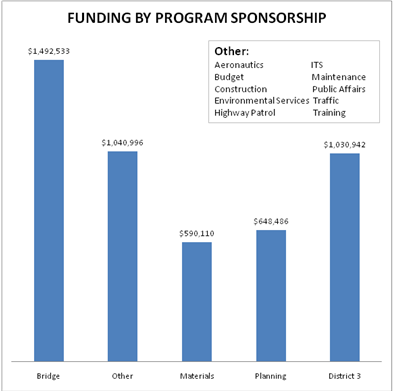 FUNDING BY PROGRAM SPONSORSHIP
$1,492,533
Other:
Aeronautics ITS
Budget Maintenance
Construction Public Affairs
Environmental Services Traffic
Highway Patrol Training
$1,040,996
$1,030,942
$590,110
$648,486
Bridge Other Materials Planning District 3